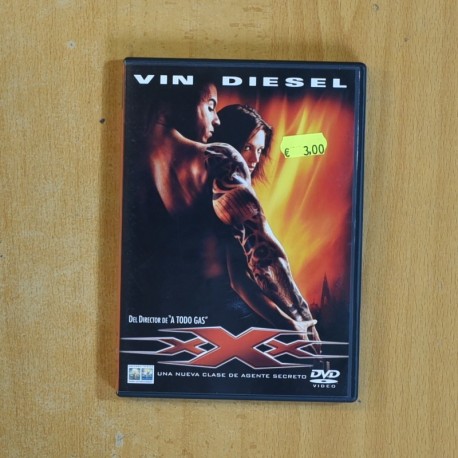 VIN DIESEL
€ 3,00
DEL DIRECTOR DE "A TODO GAS"
xXx
UNA NUEVA CLASE DE AGENTE SECRETO
DVD
VIDEO